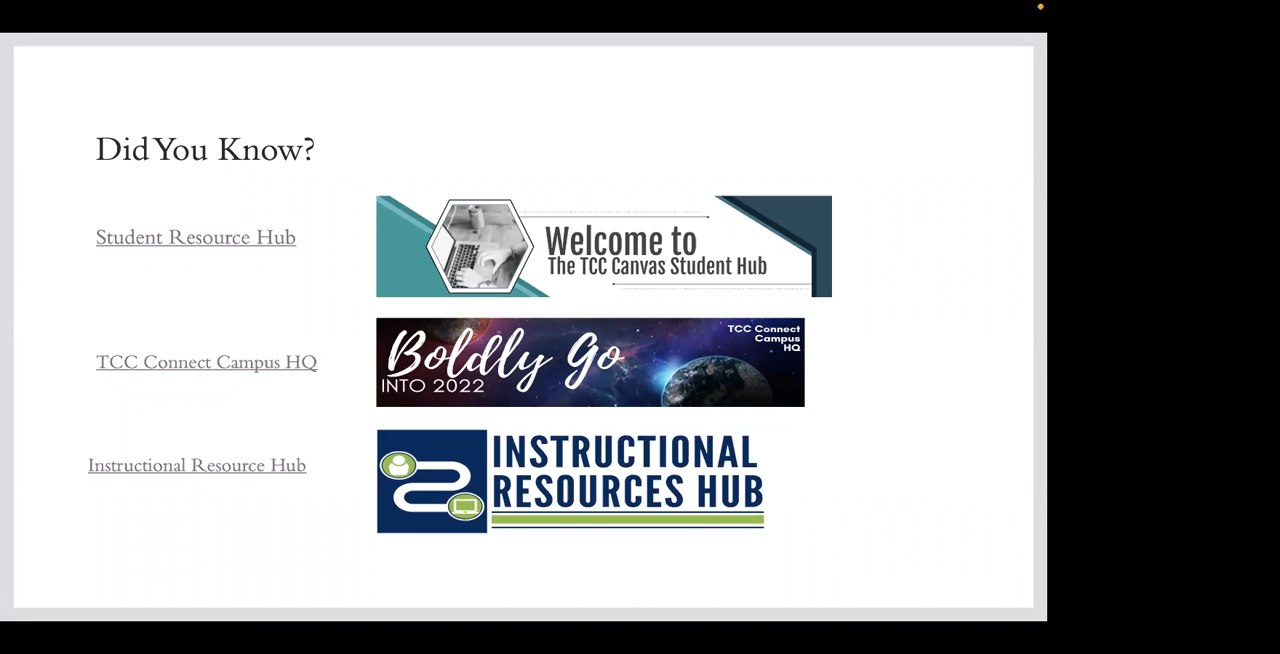 Did You Know?
Student Resource Hub
Welcome to
The TCC Canvas Student Hub
TCC Connect Campus HQ
Boldly Go
INTO 2022
TCC Connect
Campus
HQ
Instructional Resource Hub
INSTRUCTIONAL
RESOURCES HUB